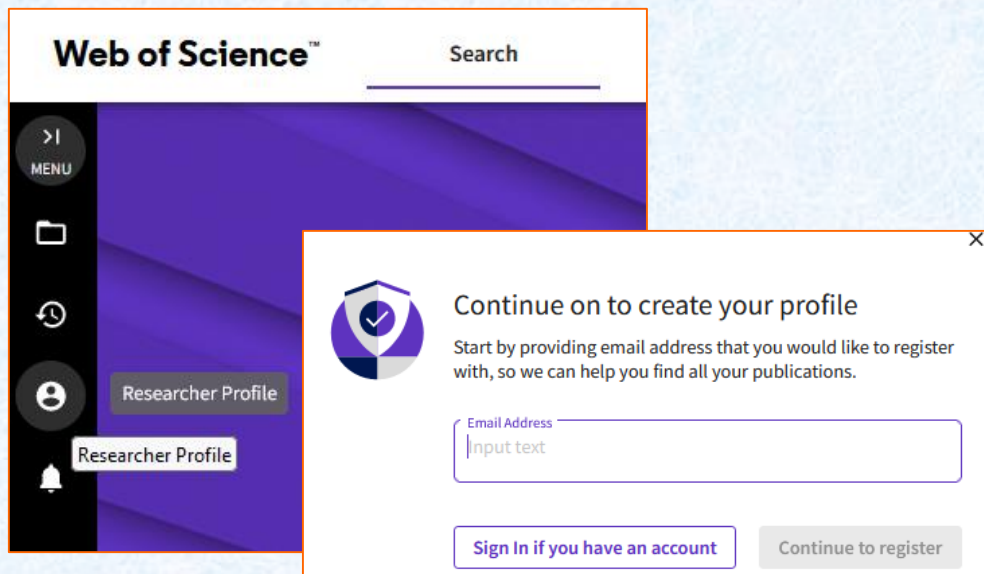 Web of Science™
Search
MENU
Researcher Profile
Researcher Profile
Continue on to create your profile
Start by providing email address that you would like to register
with, so we can help you find all your publications.
Email Address
Input text
Sign In if you have an account
Continue to register